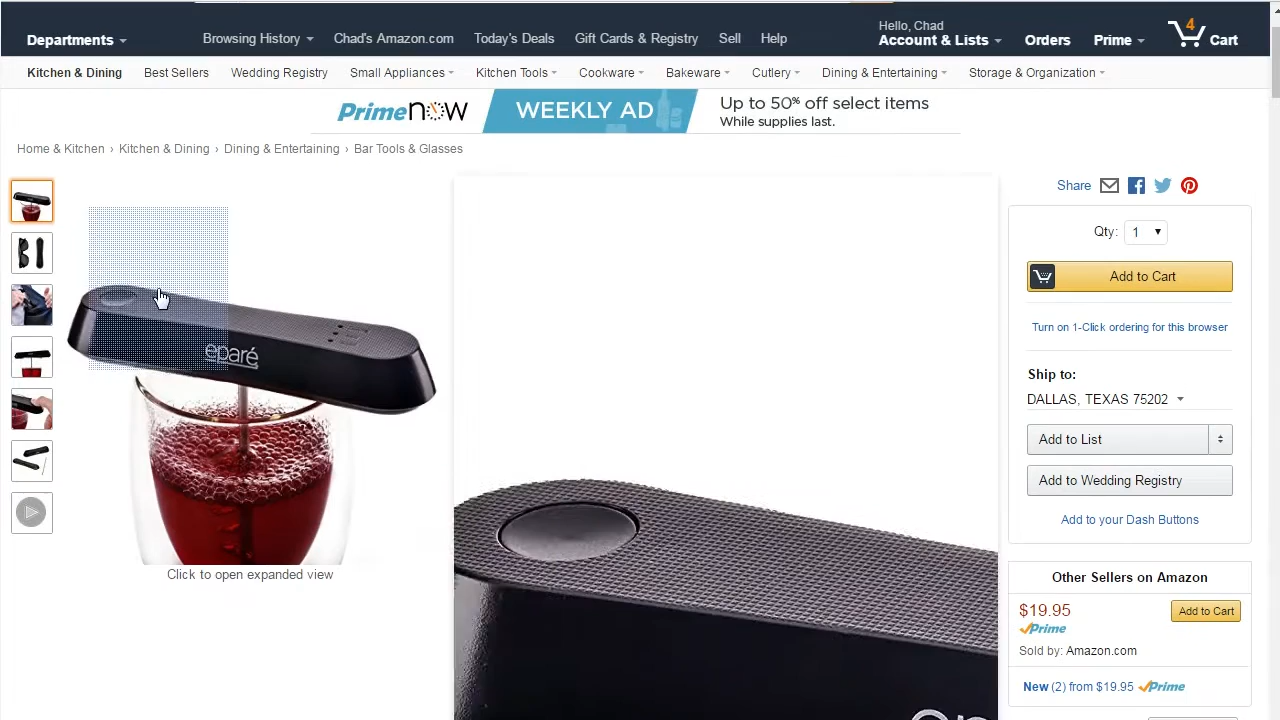 Hello, Chad
Departments
Browsing History
Chad's Amazon.com
Today's Deals
Gift Cards & Registry
Sell
Help
Account & Lists
Orders
Prime
4
Cart
Kitchen & Dining
Best Sellers
Wedding Registry
Small Appliances
Kitchen Tools
Cookware
Bakeware
Cutlery
Dining & Entertaining
Storage & Organization
PrimeNOW
WEEKLY AD
Up to 50% off select items
While supplies last.
Home & Kitchen › Kitchen & Dining › Dining & Entertaining › Bar Tools & Glasses
Share
Qty: 1
Add to Cart
Turn on 1-Click ordering for this browser
Ship to:
DALLAS, TEXAS 75202
Add to List
Add to Wedding Registry
Add to your Dash Buttons
eparé
Click to open expanded view
Other Sellers on Amazon
$19.95
Add to Cart
Prime
Sold by: Amazon.com
New (2) from $19.95 Prime